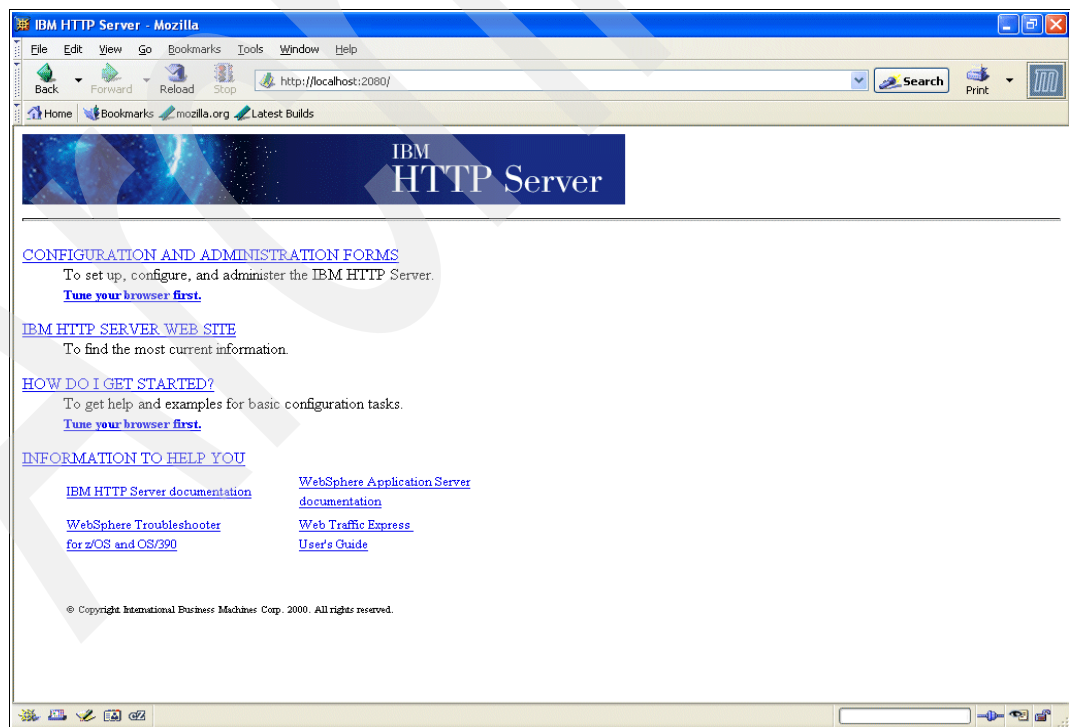 IBM HTTP Server - Mozilla
File Edit View Go Bookmarks Tools Window Help
Back Forward Reload Stop http://localhost:2080/ Search Print
Home Bookmarks mozilla.org Latest Builds
IBM
HTTP Server
CONFIGURATION AND ADMINISTRATION FORMS
To set up, configure, and administer the IBM HTTP Server.
Tune your browser first.
IBM HTTP SERVER WEB SITE
To find the most current information.
HOW DO I GET STARTED?
To get help and examples for basic configuration tasks.
Tune your browser first.
INFORMATION TO HELP YOU
IBM HTTP Server documentation
WebSphere Application Server
documentation
WebSphere Troubleshooter
for z/OS and OS/390
Web Traffic Express
User's Guide
© Copyright International Business Machines Corp. 2000. All rights reserved.